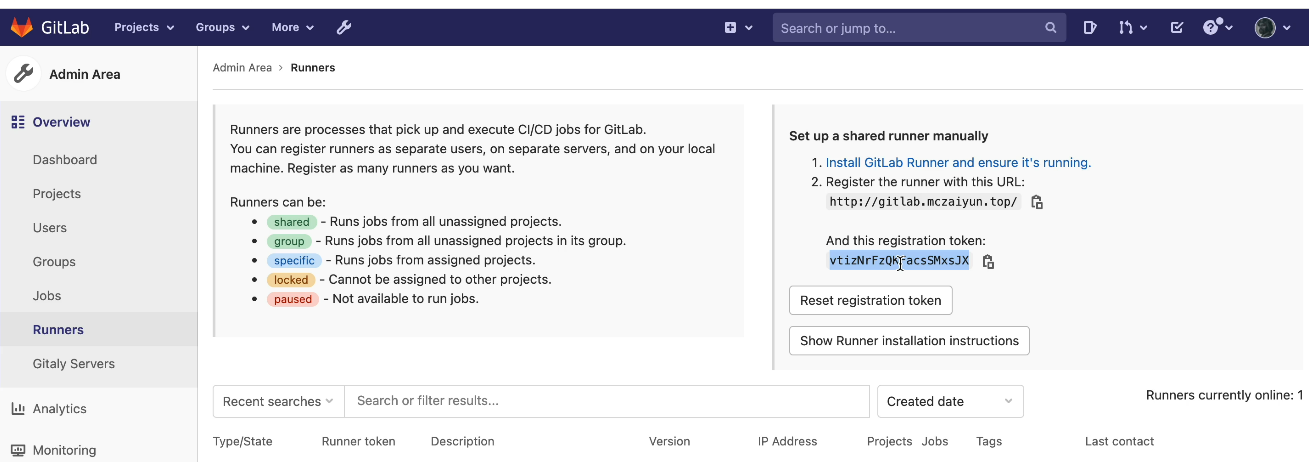 GitLab Projects Groups More Search or jump to...
Admin Area
Admin Area > Runners
Overview
Dashboard
Projects
Users
Groups
Jobs
Runners
Gitaly Servers
Analytics
Monitoring
Runners are processes that pick up and execute CI/CD jobs for GitLab.
You can register runners as separate users, on separate servers, and on your local
machine. Register as many runners as you want.
Runners can be:
shared - Runs jobs from all unassigned projects.
group - Runs jobs from all unassigned projects in its group.
specific - Runs jobs from assigned projects.
locked - Cannot be assigned to other projects.
paused - Not available to run jobs.
Set up a shared runner manually
1. Install GitLab Runner and ensure it's running.
2. Register the runner with this URL:
http://gitlab.mczaiyun.top/
And this registration token:
Reset registration token
Show Runner installation instructions
Recent searches Search or filter results... Created date
Runners currently online: 1
Type/State Runner token Description Version IP Address Projects Jobs Tags Last contact